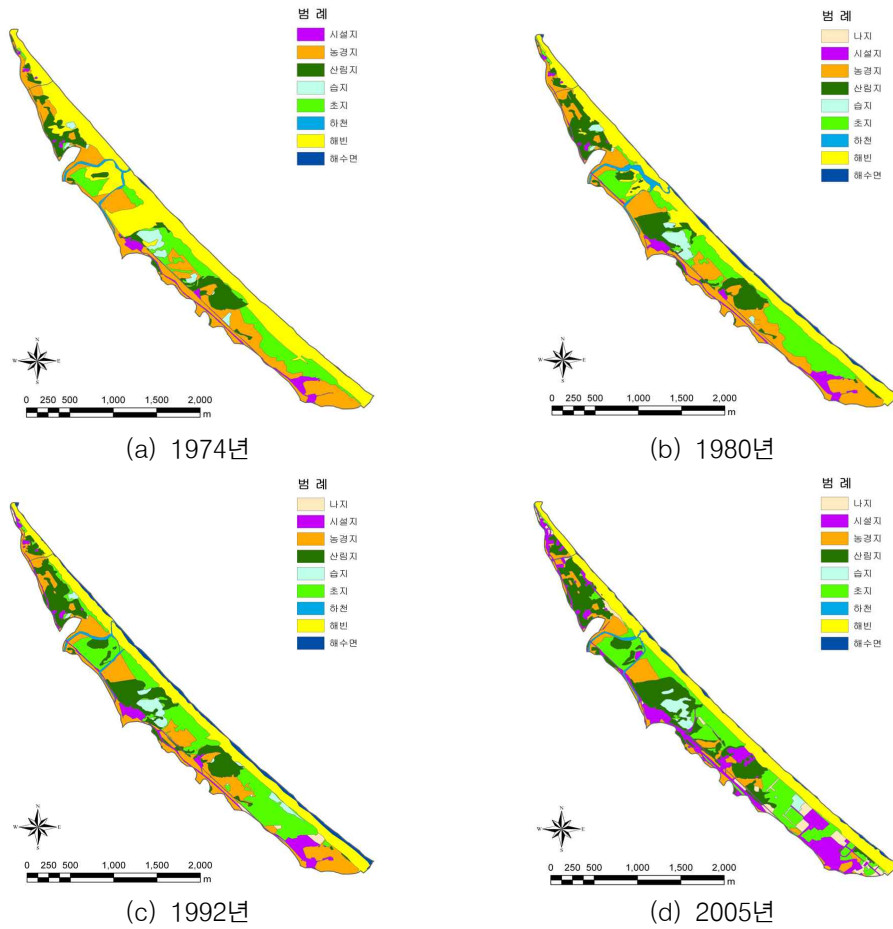 범 례
시설지
농경지
산림지
습지
초지
하천
해빈
해수면
N
W E
S
0 250 500 1,000 1,500 2,000
m
(a) 1974년
범 례
나지
시설지
농경지
산림지
습지
초지
하천
해빈
해수면
N
W E
S
0 250 500 1,000 1,500 2,000
m
(b) 1980년
범 례
나지
시설지
농경지
산림지
습지
초지
하천
해빈
해수면
N
W E
S
0 250 500 1,000 1,500 2,000
m
(c) 1992년
범 례
나지
시설지
농경지
산림지
습지
초지
하천
해빈
해수면
N
W E
S
0 250 500 1,000 1,500 2,000
m
(d) 2005년